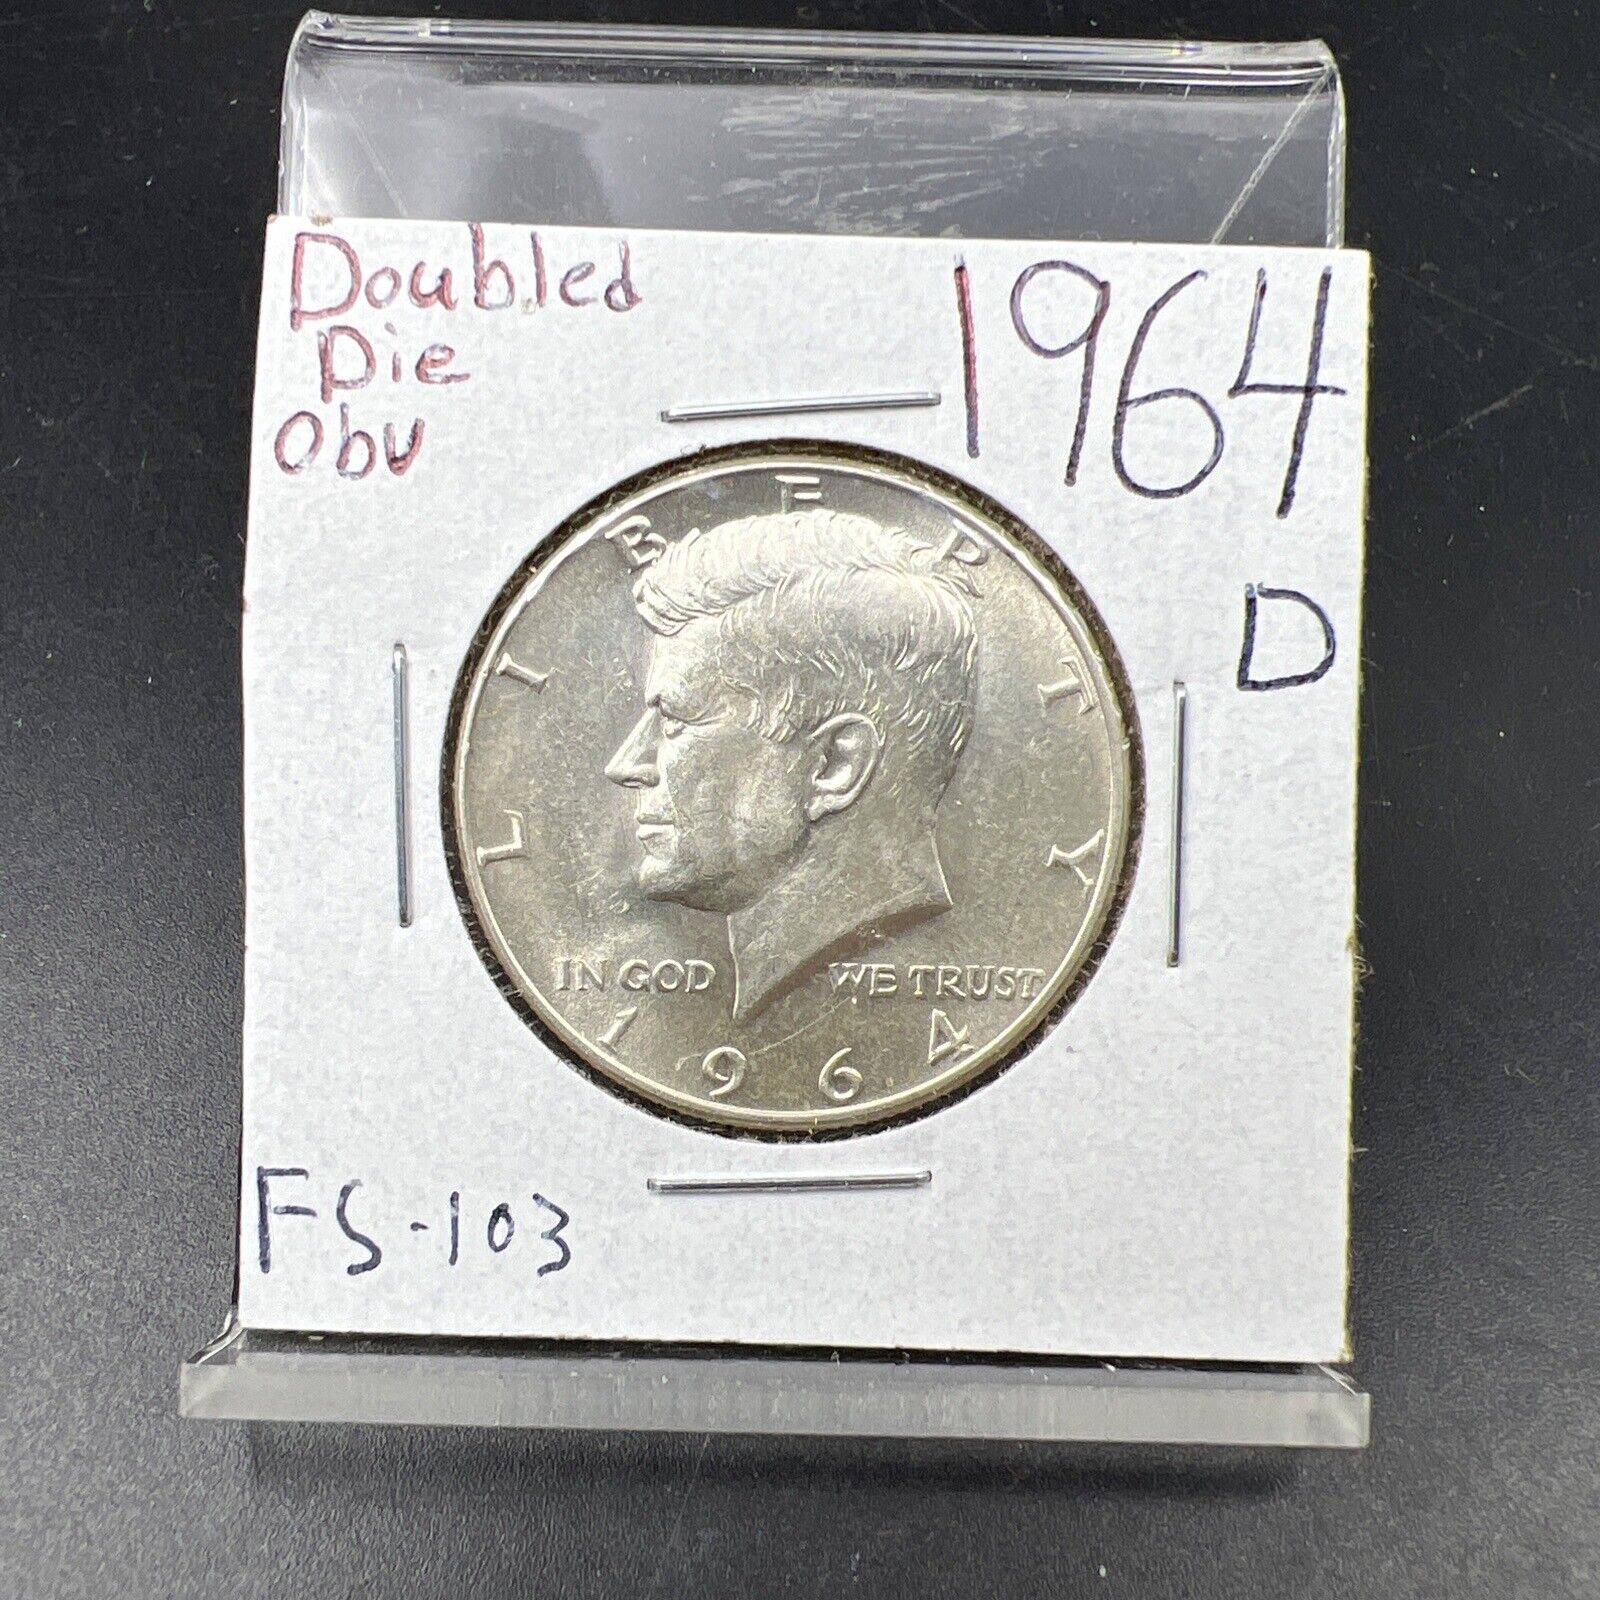 Doubled
Die
Obv
1964
D
LIBERTY
IN GOD WE TRUST
1964
FS-103